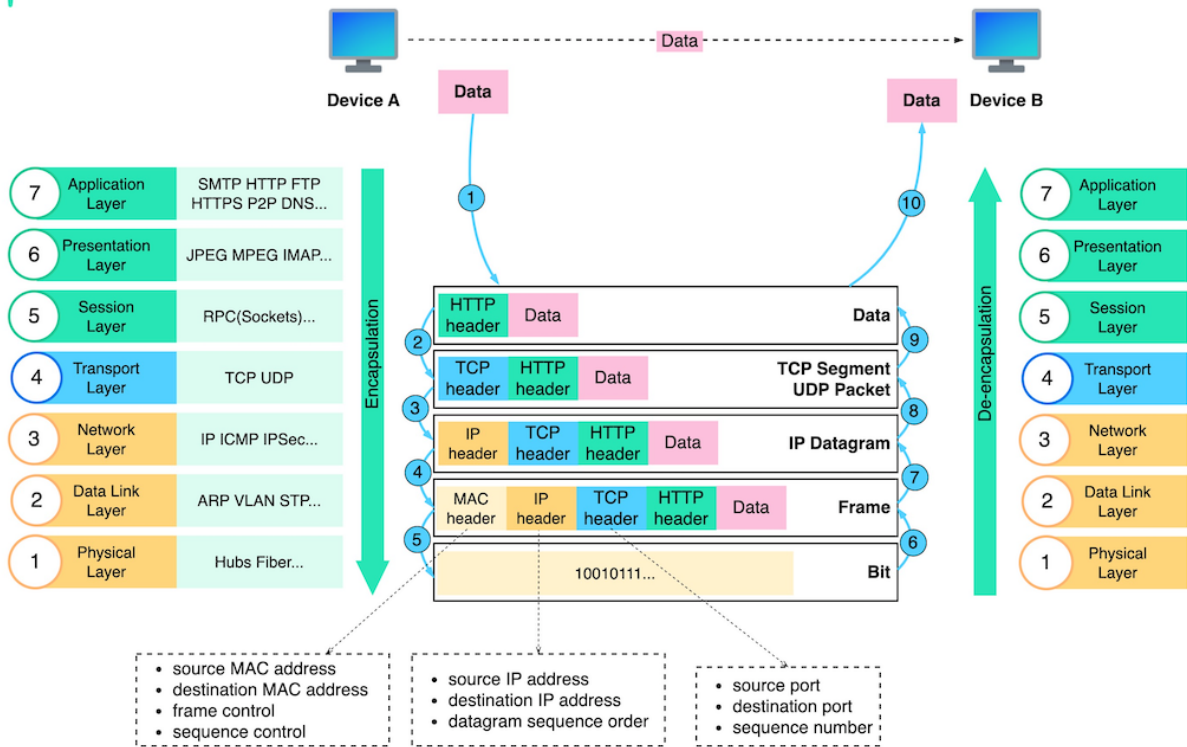 Data
Device A
Data
Data
Device B
7
Application
Layer
SMTP HTTP FTP
HTTPS P2P DNS...
6
Presentation
Layer
JPEG MPEG IMAP...
5
Session
Layer
RPC(Sockets)...
4
Transport
Layer
TCP UDP
3
Network
Layer
IP ICMP IPSec...
2
Data Link
Layer
ARP VLAN STP...
1
Physical
Layer
Hubs Fiber...
Encapsulation
1
10
HTTP
header
Data
Data
2
9
TCP
header
HTTP
header
Data
TCP Segment
UDP Packet
3
8
IP
header
TCP
header
HTTP
header
Data
IP Datagram
4
7
MAC
header
IP
header
TCP
header
HTTP
header
Data
Frame
5
6
10010111...
Bit
De-encapsulation
7
Application
Layer
6
Presentation
Layer
5
Session
Layer
4
Transport
Layer
3
Network
Layer
2
Data Link
Layer
1
Physical
Layer
• source MAC address
• destination MAC address
• frame control
• sequence control
• source IP address
• destination IP address
• datagram sequence order
• source port
• destination port
• sequence number